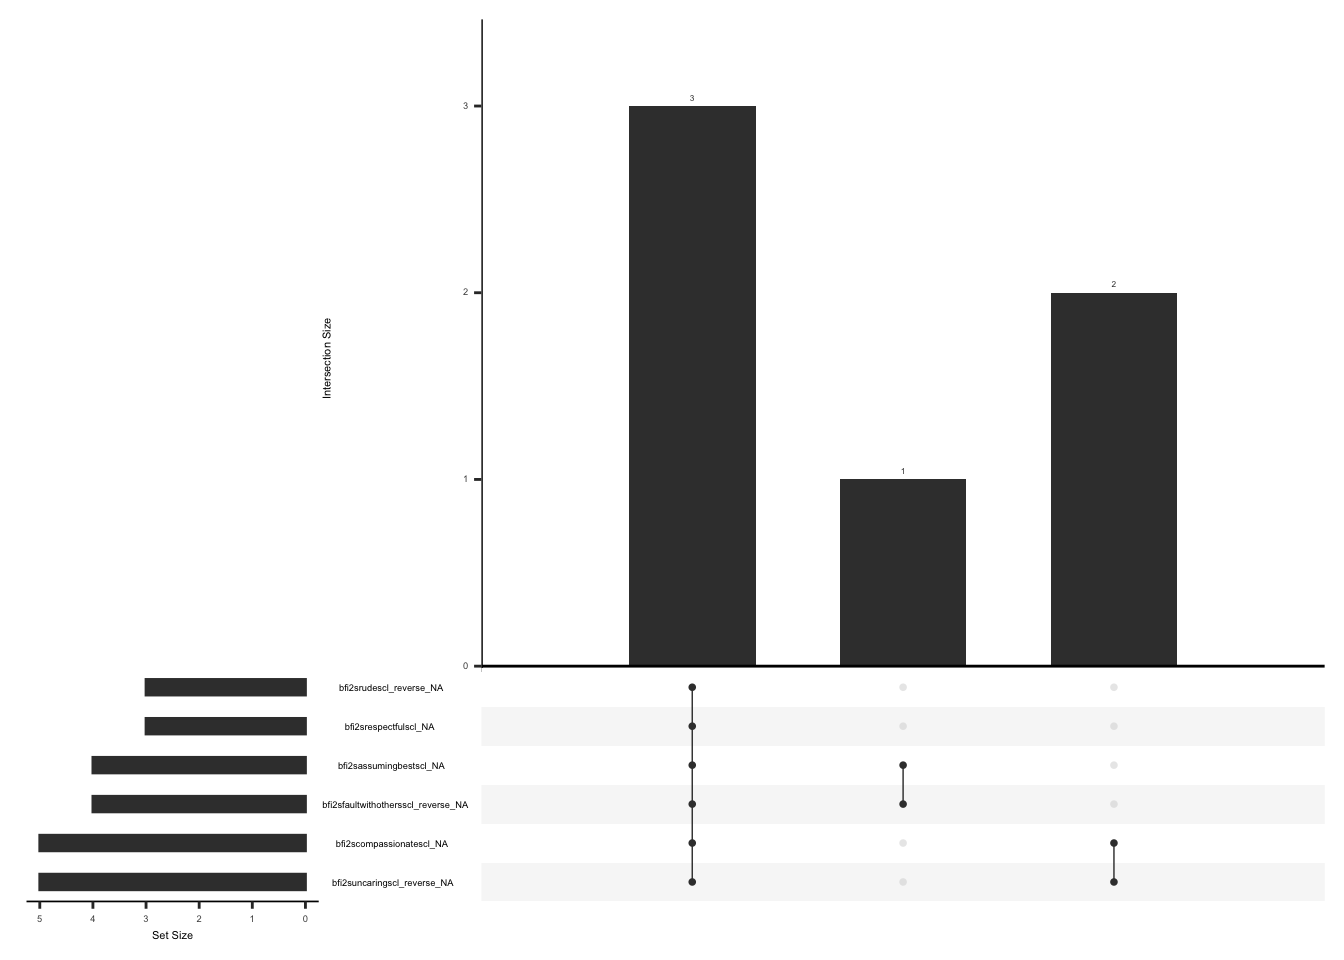 3
3
2
2
Intersection Size
1
1
0
bfi2srudescl_reverse_NA
bfi2srespectfulscl_NA
bfi2sassumingbestscl_NA
bfi2sfaultwithothersscl_reverse_NA
bfi2scompassionatescl_NA
bfi2suncaringscl_reverse_NA
5 4 3 2 1 0
Set Size